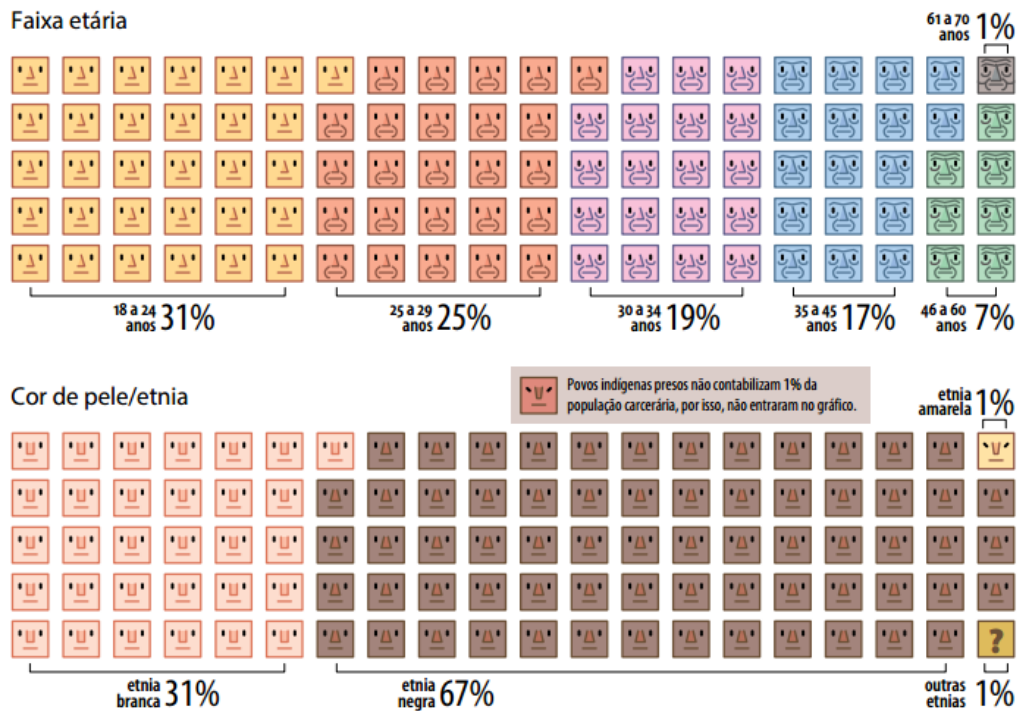 Faixa etária
61 a 70
anos 1%
18 a 24
anos 31%
25 a 29
anos 25%
30 a 34
anos 19%
35 a 45
anos 17%
46 a 60
anos 7%
Cor de pele/etnia
Povos indígenas presos não contabilizam 1% da
população carcerária, por isso, não entraram no gráfico.
etnia
amarela 1%
?
etnia
branca 31%
etnia
negra 67%
outras
etnias 1%